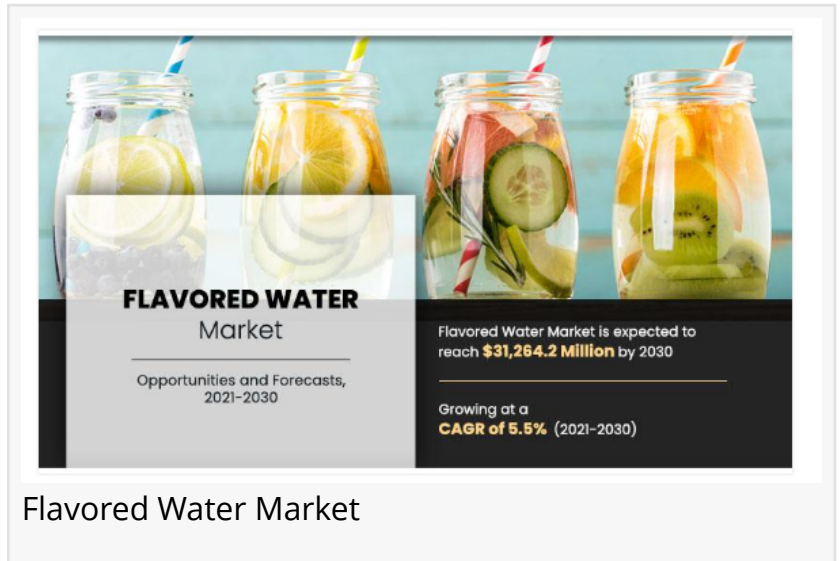 FLAVORED WATER
Market
Opportunities and Forecasts,
2021-2030
Flavored Water Market is expected to
reach $31,264.2 Million by 2030
Growing at a
CAGR of 5.5% (2021-2030)
Flavored Water Market